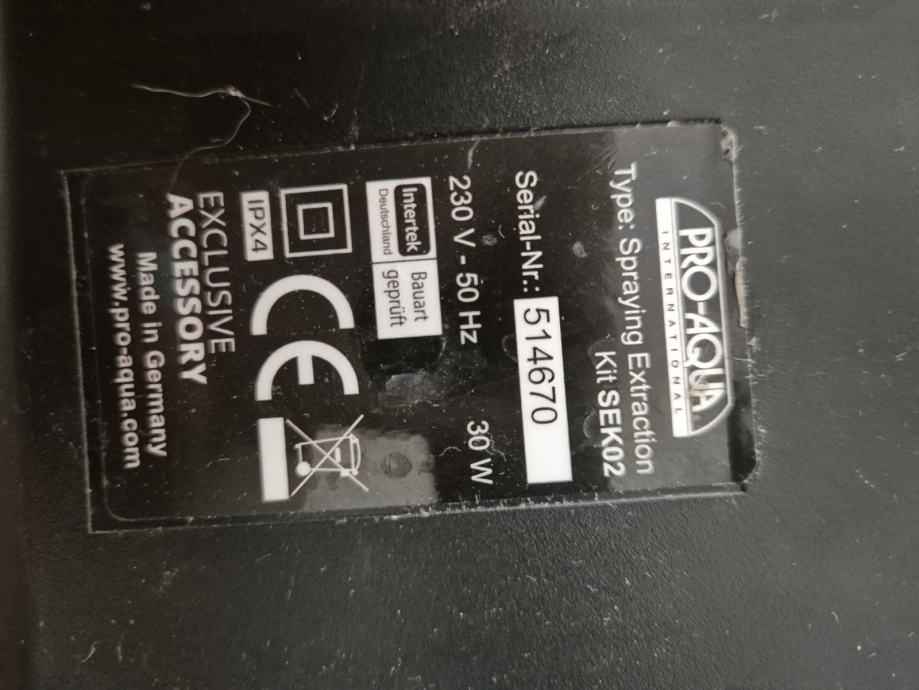 PRO-AQUA
INTERNATIONAL
Type: Spraying Extraction
Kit SEK02
Serial-Nr.: 514670
230 V - 50 Hz 30 W
Intertek
Deutschland
Bauart
geprüft
IPX4
CE
EXCLUSIVE
ACCESSORY
Made in Germany
www.pro-aqua.com